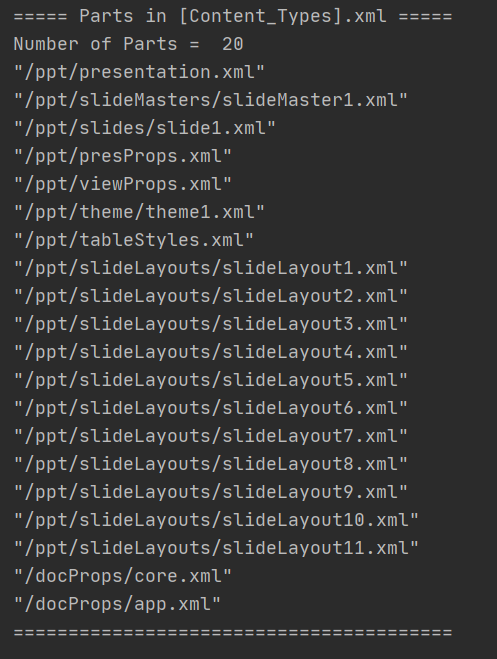 ===== Parts in [Content_Types].xml =====
Number of Parts =  20
"/ppt/presentation.xml"
"/ppt/slideMasters/slideMaster1.xml"
"/ppt/slides/slide1.xml"
"/ppt/presProps.xml"
"/ppt/viewProps.xml"
"/ppt/theme/theme1.xml"
"/ppt/tableStyles.xml"
"/ppt/slideLayouts/slideLayout1.xml"
"/ppt/slideLayouts/slideLayout2.xml"
"/ppt/slideLayouts/slideLayout3.xml"
"/ppt/slideLayouts/slideLayout4.xml"
"/ppt/slideLayouts/slideLayout5.xml"
"/ppt/slideLayouts/slideLayout6.xml"
"/ppt/slideLayouts/slideLayout7.xml"
"/ppt/slideLayouts/slideLayout8.xml"
"/ppt/slideLayouts/slideLayout9.xml"
"/ppt/slideLayouts/slideLayout10.xml"
"/ppt/slideLayouts/slideLayout11.xml"
"/docProps/core.xml"
"/docProps/app.xml"
========================================